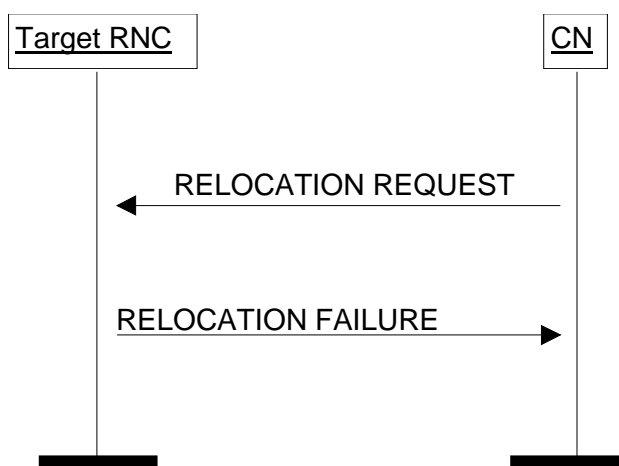 Target RNC
CN
RELOCATION REQUEST
RELOCATION FAILURE